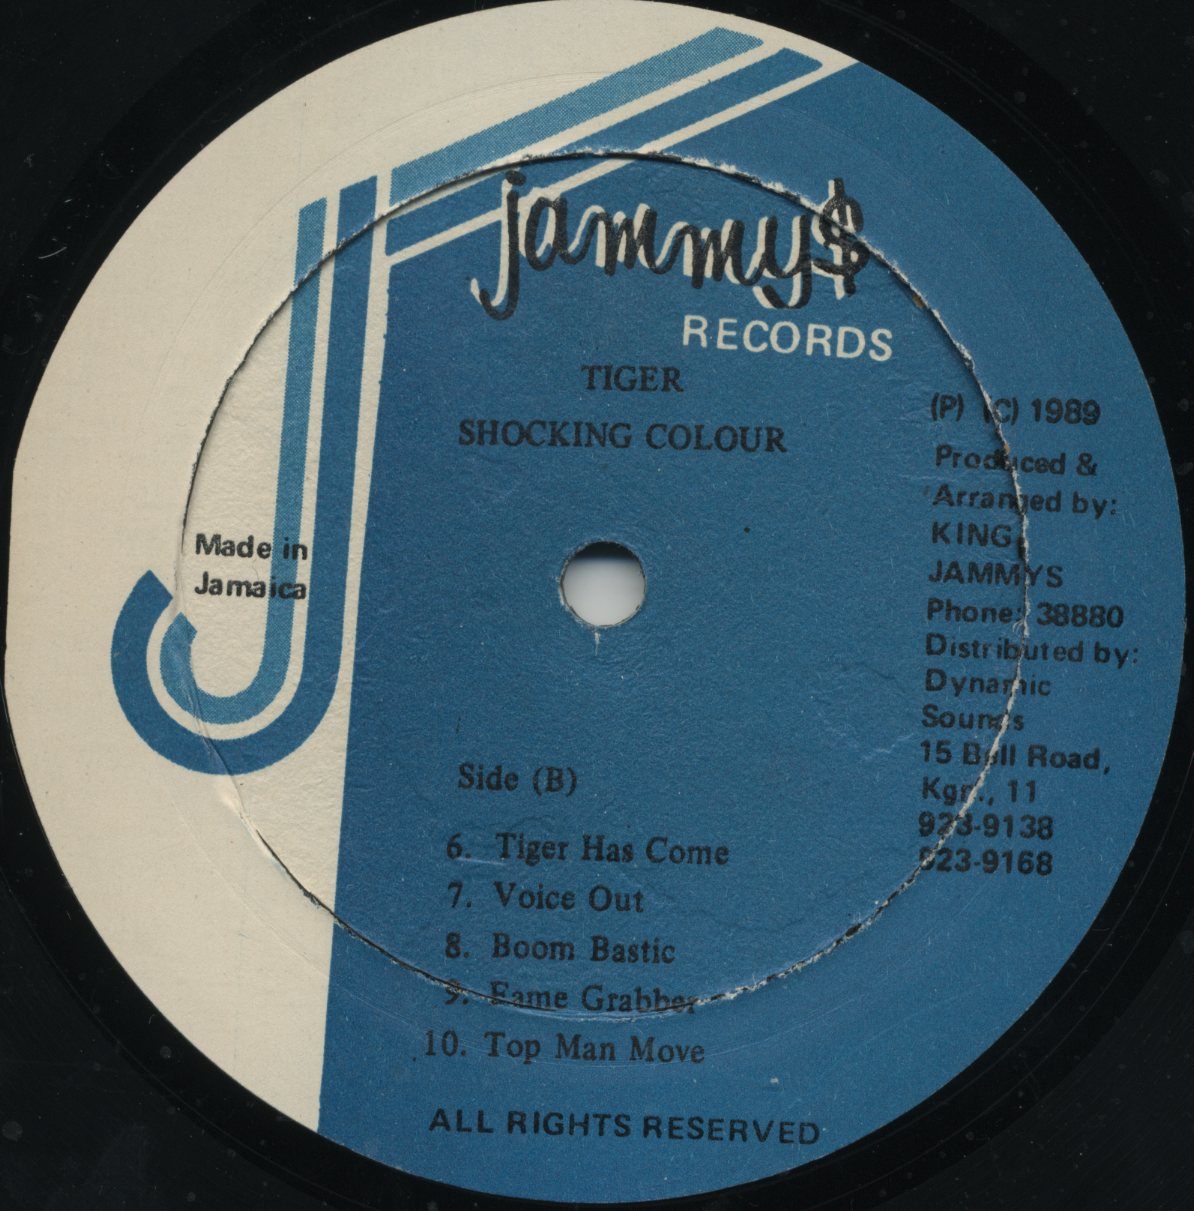 jammy$
RECORDS
TIGER
SHOCKING COLOUR
(P) (C) 1989
Produced &
Arranged by:
KING
JAMMYS
Phone: 38880
Distributed by:
Dynamic
Sounds
15 Bell Road,
Kgn., 11
923-9138
923-9168
Made in
Jamaica
Side (B)
6. Tiger Has Come
7. Voice Out
8. Boom Bastic
9. Fame Grabber
10. Top Man Move
ALL RIGHTS RESERVED